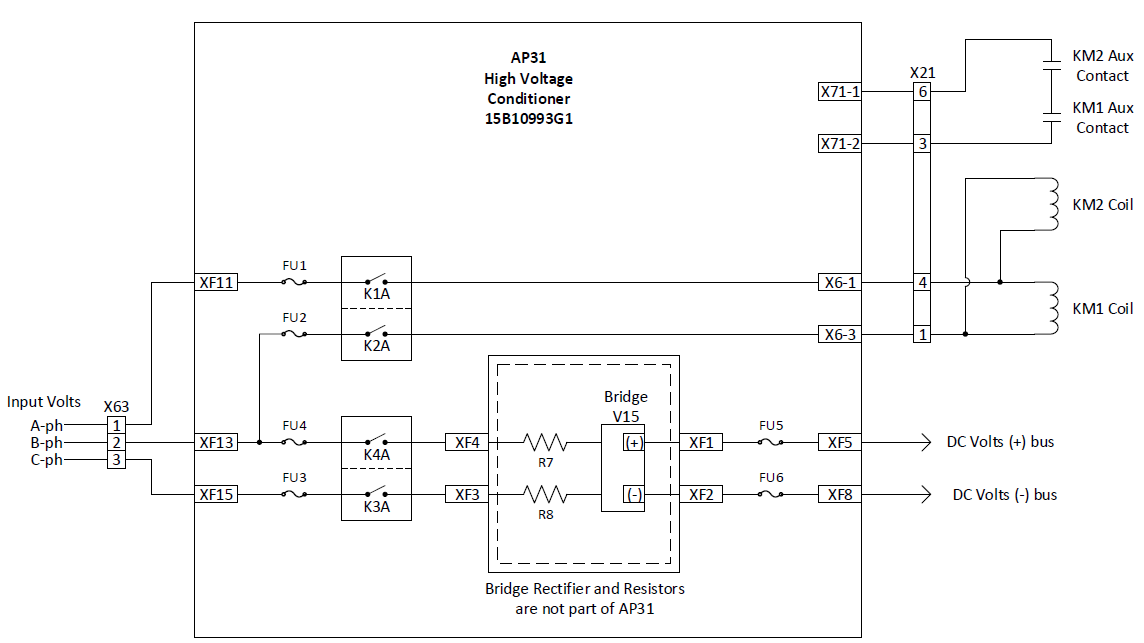 AP31
High Voltage
Conditioner
15B10993G1
X71-1
X71-2
X21
6
3
4
1
KM2 Aux
Contact
KM1 Aux
Contact
KM2 Coil
KM1 Coil
XF11
FU1
K1A
X6-1
FU2
K2A
X6-3
Input Volts
X63
A-ph
1
B-ph
2
C-ph
3
XF13
FU4
K4A
XF4
R7
Bridge
V15
(+)
XF1
FU5
XF5
DC Volts (+) bus
XF15
FU3
K3A
XF3
R8
(-)
XF2
FU6
XF8
DC Volts (-) bus
Bridge Rectifier and Resistors
are not part of AP31